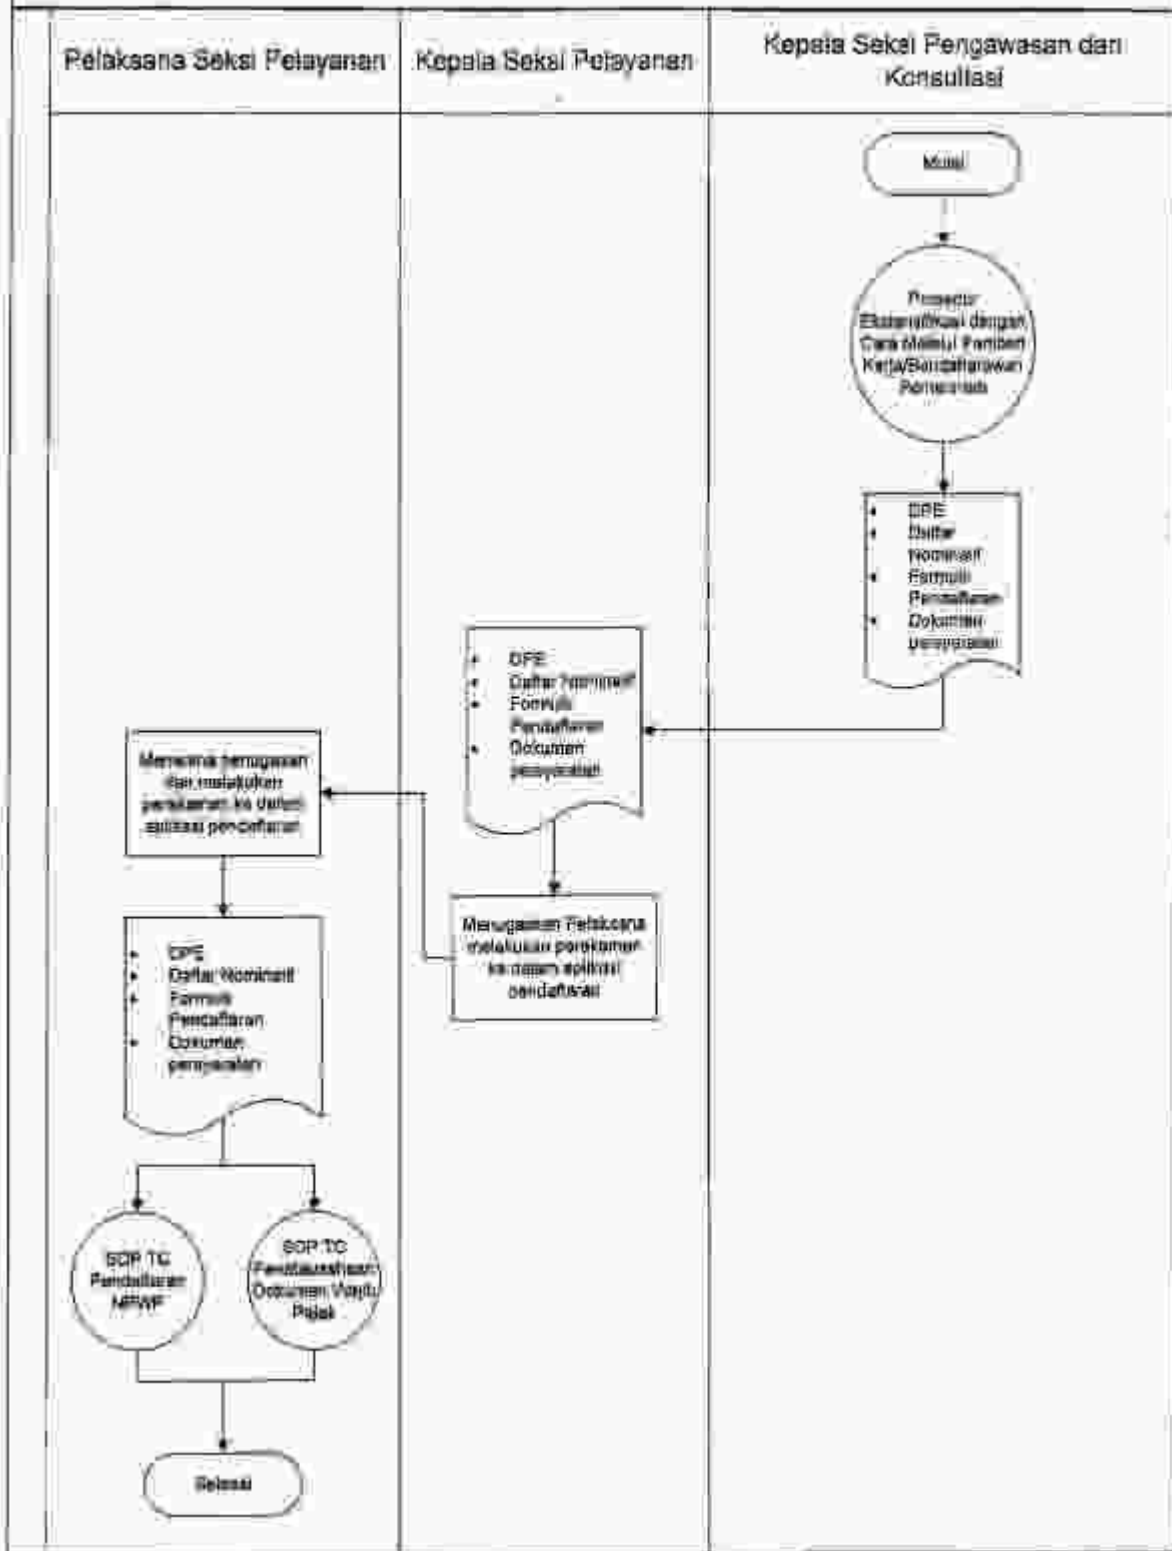 Pelaksana Seksi Pelayanan
Kepala Seksi Pelayanan
Kepala Seksi Pengawasan dan
Konsultasi
Mulai
Prosedur
Ekstensifikasi dengan
Cara Melalui Pemberi
Kerja/Bendaharawan
Pemerintah
DPE
Daftar
Nominatif
Formulir
Pendaftaran
Dokumen
persyaratan
DPE
Daftar Nominatif
Formulir
Pendaftaran
Dokumen
persyaratan
Menugaskan Pelaksana
melakukan perekaman
ke dalam aplikasi
pendaftaran
Menerima penugasan
dan melakukan
perekaman ke dalam
aplikasi pendaftaran
DPE
Daftar Nominatif
Formulir
Pendaftaran
Dokumen
persyaratan
SOP TC
Pendaftaran
NPWP
SOP TC
Penatausahaan
Dokumen Wajib
Pajak
Selesai